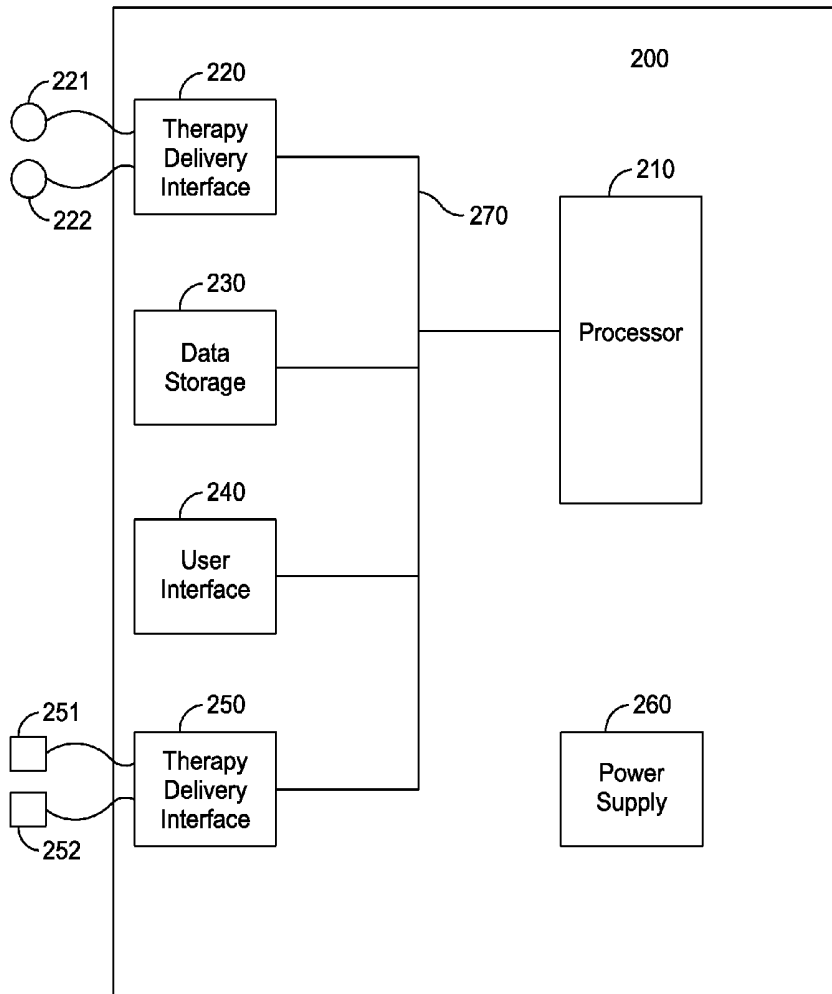 200
221
220
Therapy
Delivery
Interface
222
210
Processor
270
230
Data
Storage
240
User
Interface
251
250
Therapy
Delivery
Interface
252
260
Power
Supply